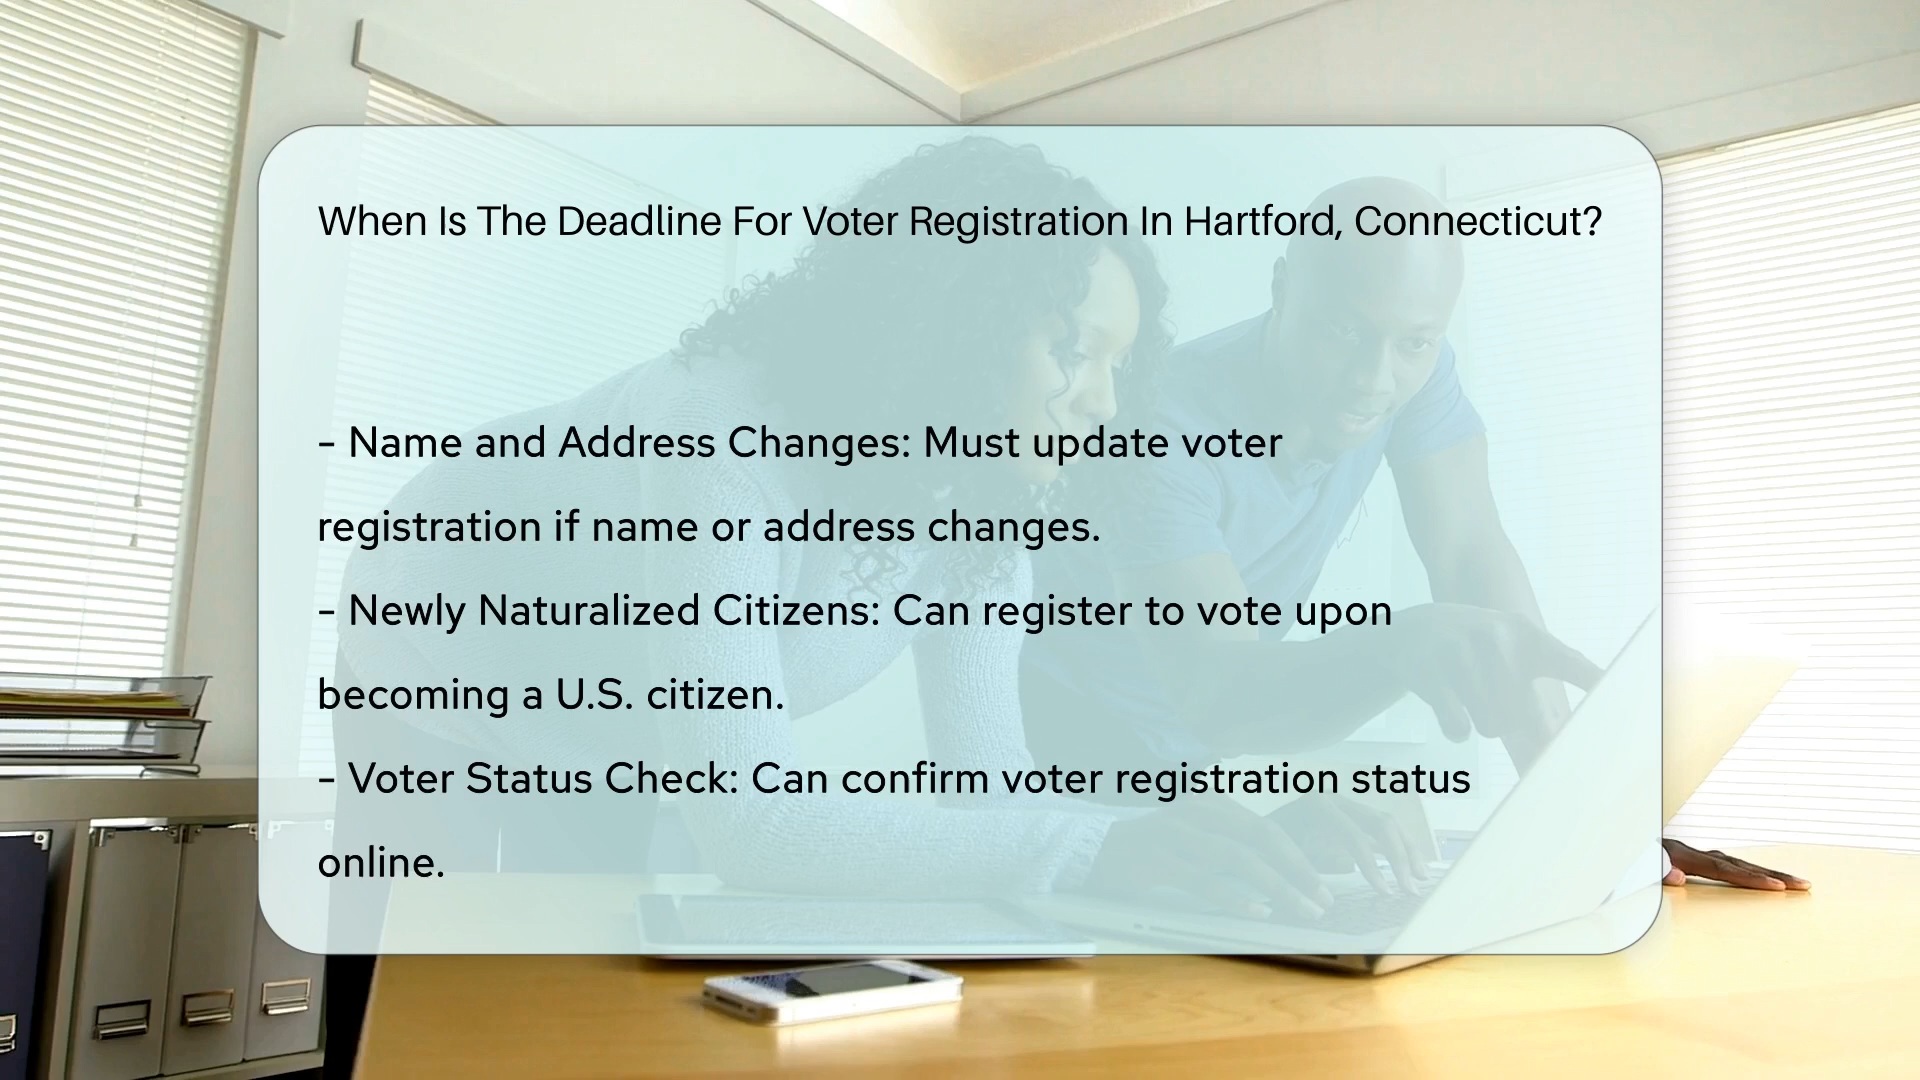 When Is The Deadline For Voter Registration In Hartford, Connecticut?
- Name and Address Changes: Must update voter
registration if name or address changes.
- Newly Naturalized Citizens: Can register to vote upon
becoming a U.S. citizen.
- Voter Status Check: Can confirm voter registration status
online.